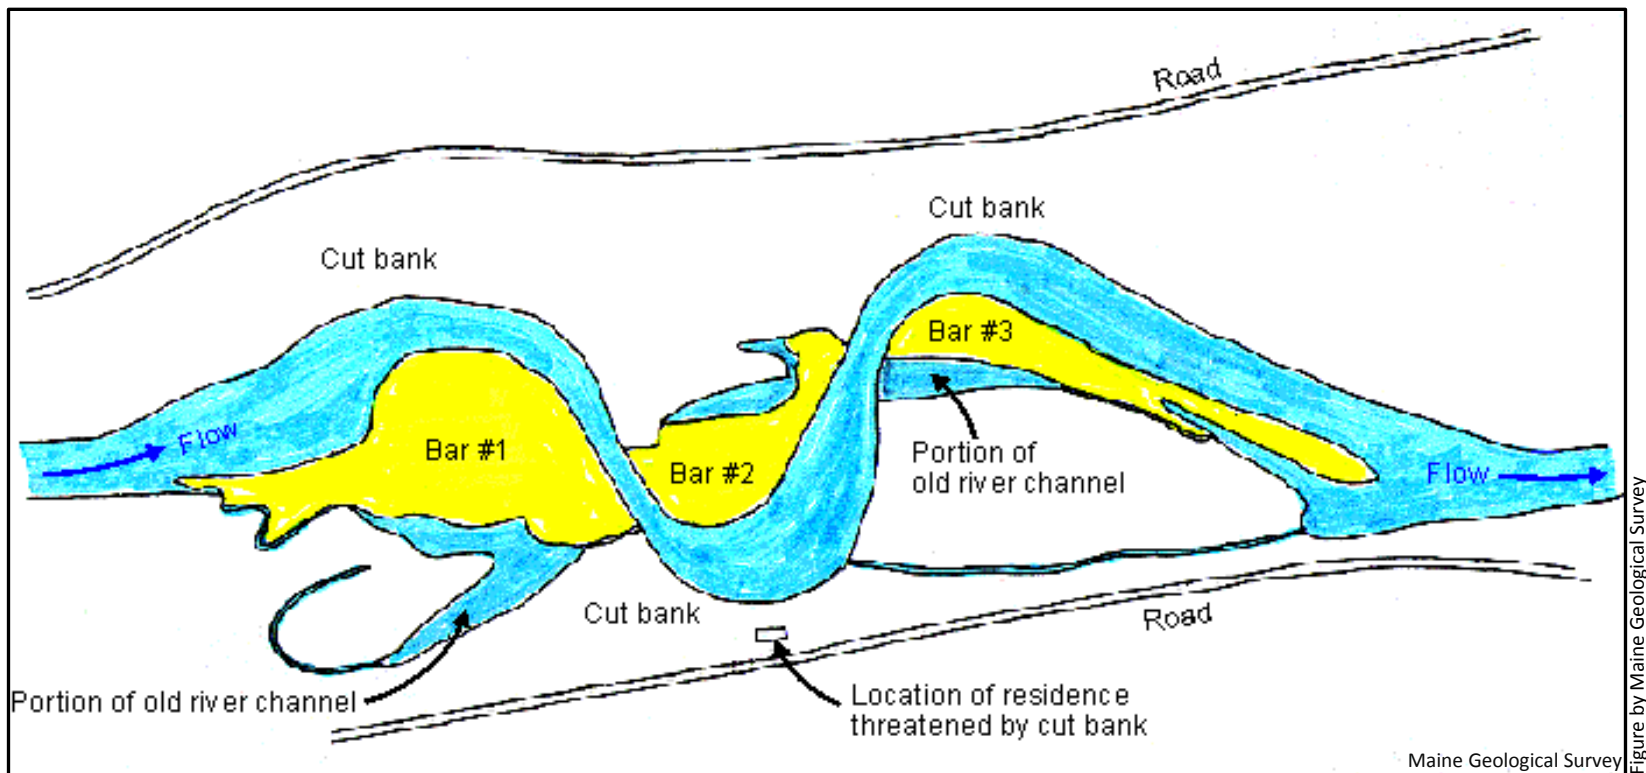 Road
Cut bank
Cut bank
Flow
Bar #1
Bar #2
Bar #3
Portion of
old river channel
Flow
Cut bank
Road
Portion of old river channel
Location of residence
threatened by cut bank
Maine Geological Survey
Figure by Maine Geological Survey